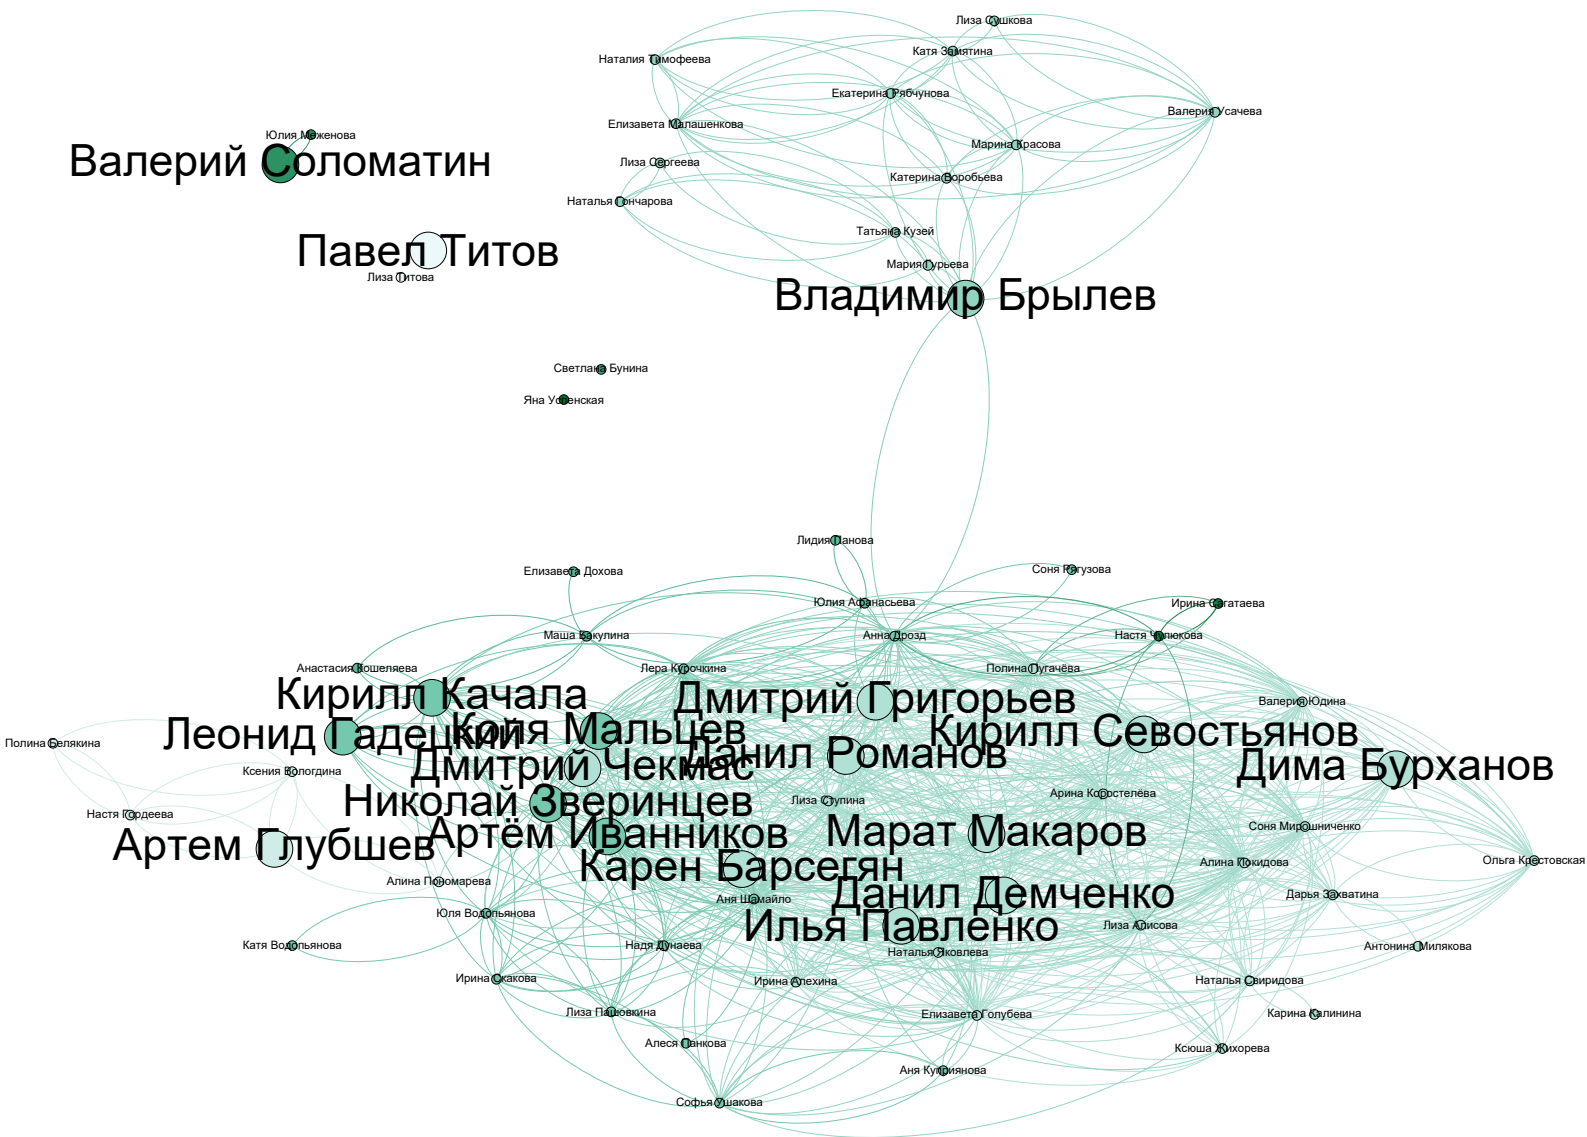 Лиза Сушкова
Катя Замятина
Наталия Тимофеева
Екатерина Рябчунова
Валерия Усачева
Елизавета Малашенкова
Юлия Меженова
Марина Красова
Валерий Соломатин
Лиза Сергеева
Катерина Воробьева
Наталья Гончарова
Татьяна Кузей
Павел Титов
Мария Гурьева
Лиза Титова
Владимир Брылев
Светлана Бунина
Яна Успенская
Лидия Панова
Елизавета Дохова
Соня Рягузова
Юлия Афанасьева
Ирина Сагатаева
Маша Бакулина
Анна Дрозд
Настя Чулюкова
Анастасия Кошеляева
Лера Курочкина
Полина Пугачёва
Кирилл Качала
Дмитрий Григорьев
Валерия Юдина
Леонид Гадецкий
Коля Мальцев
Кирилл Севостьянов
Полина Белякина
Данил Романов
Ксения Вологдина
Дмитрий Чекмас
Дима Бурханов
Николай Зверинцев
Лиза Ступина
Арина Коростелёва
Настя Гордеева
Соня Мирошниченко
Артем Глубшев
Артём Иванников
Марат Макаров
Карен Барсегян
Алина Покидова
Ольга Крестовская
Алина Пономарева
Данил Демченко
Дарья Захватина
Аня Шамайло
Юля Водопьянова
Илья Павленко
Лиза Алисова
Катя Водопьянова
Надя Дунаева
Наталья Яковлева
Антонина Милякова
Ирина Скакова
Ирина Алехина
Наталья Свиридова
Лиза Пашовкина
Елизавета Голубева
Карина Калинина
Алеся Панкова
Ксюша Жихорева
Аня Куприянова
Софья Ушакова